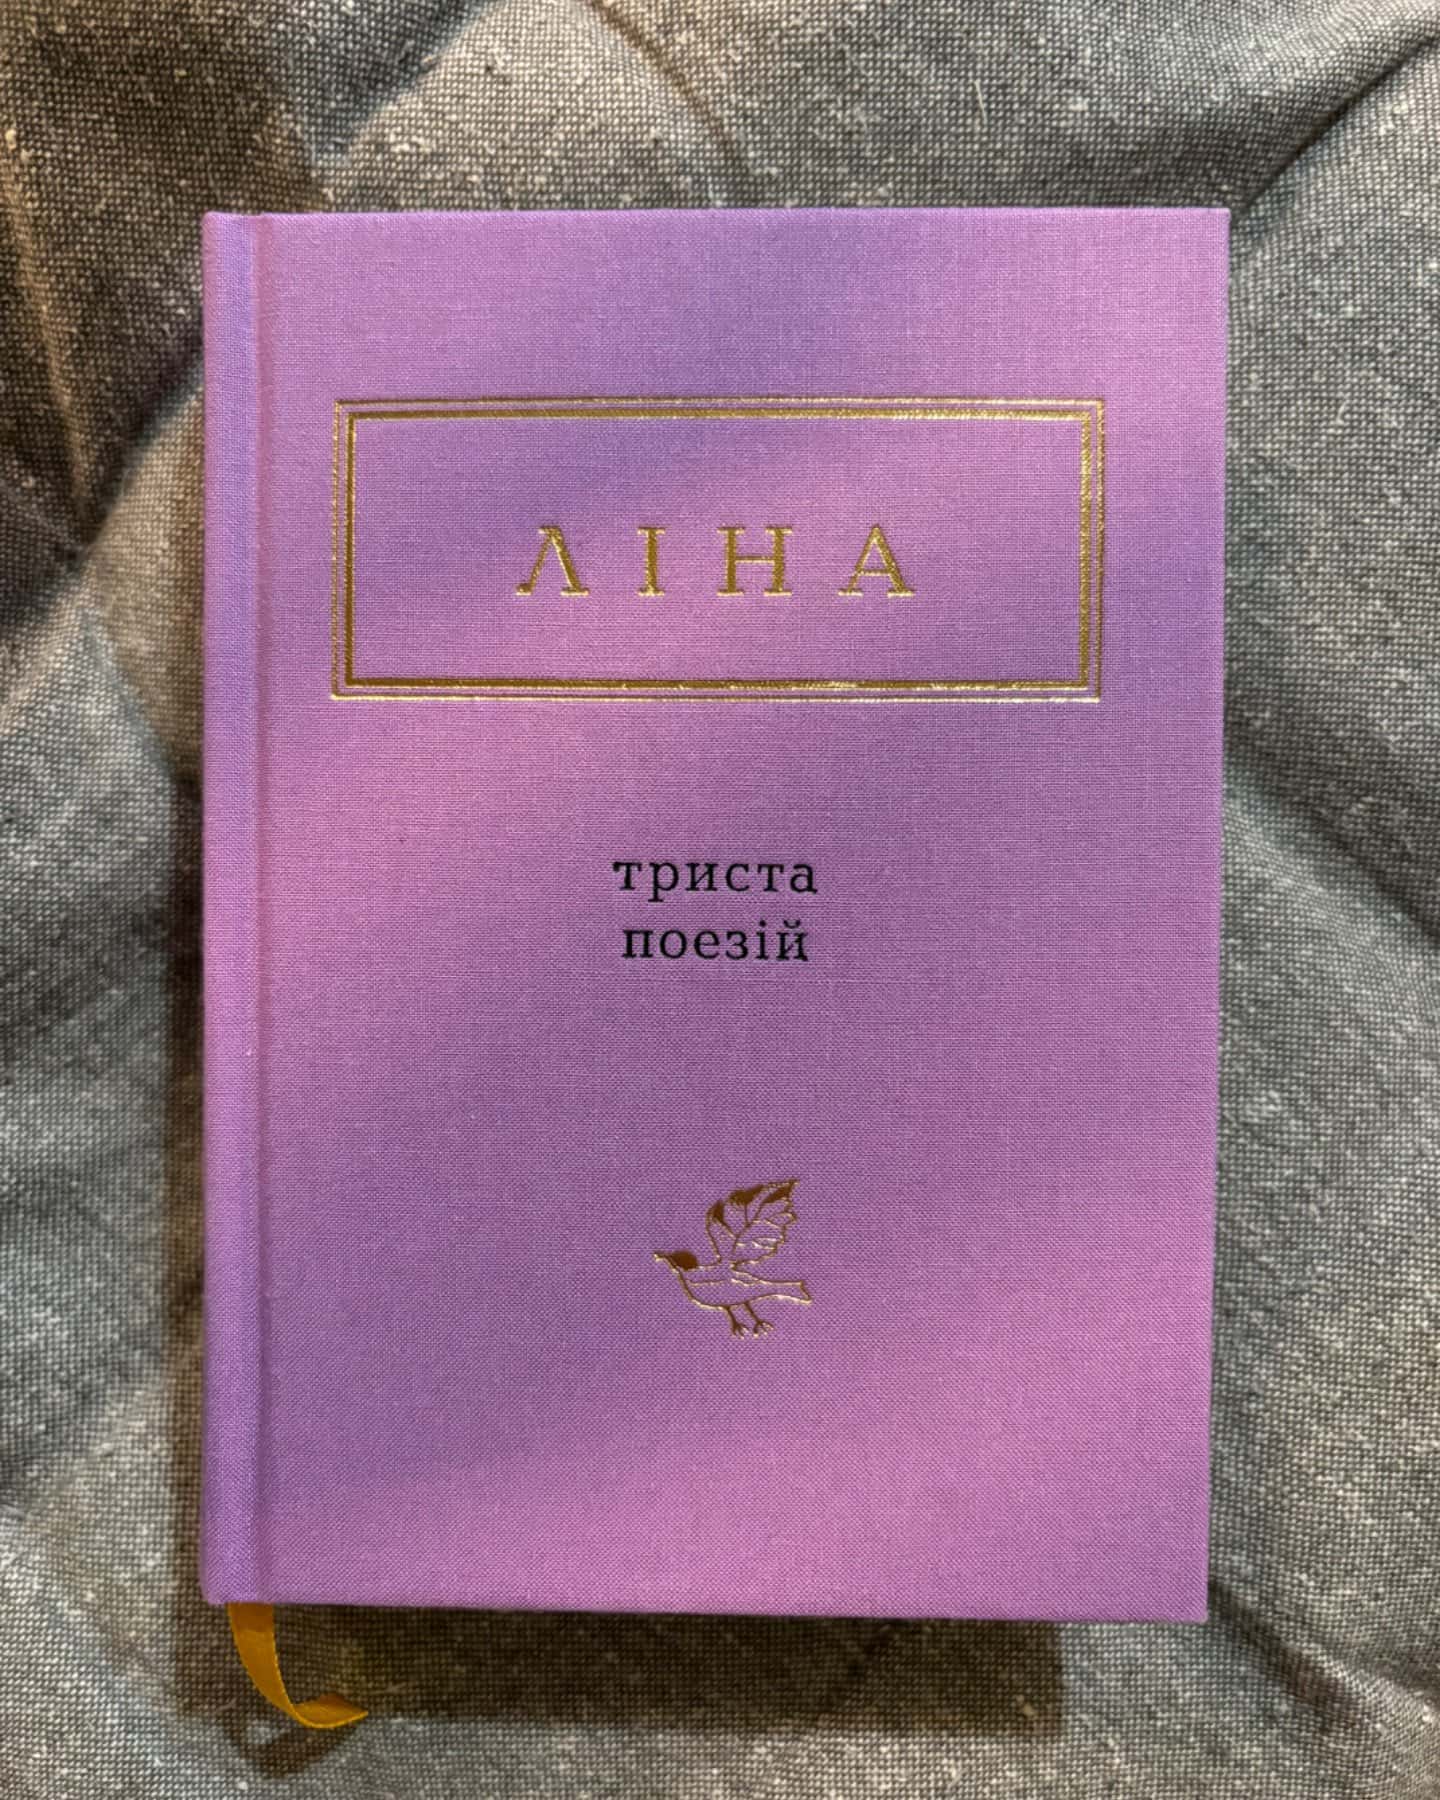 ЛІНА
триста
поезій